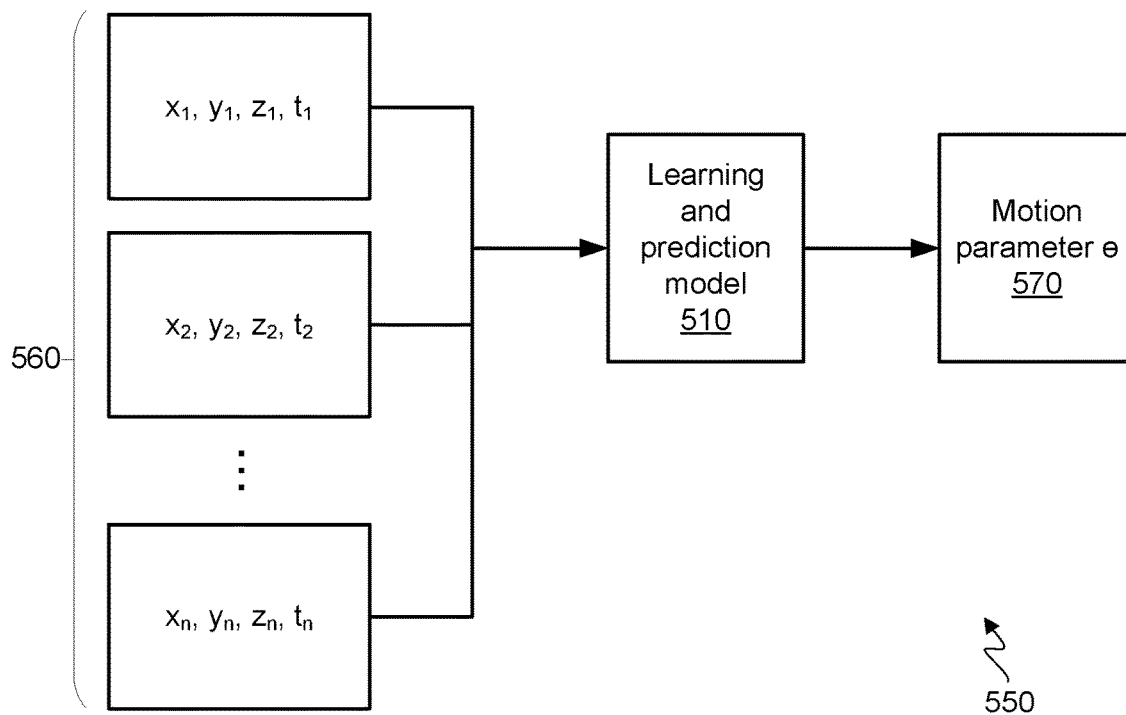 x₁, y₁, z₁, t₁
x₂, y₂, z₂, t₂
⋮
xₙ, yₙ, zₙ, tₙ
560
Learning
and
prediction
model
510
Motion
parameter ɵ
570
550